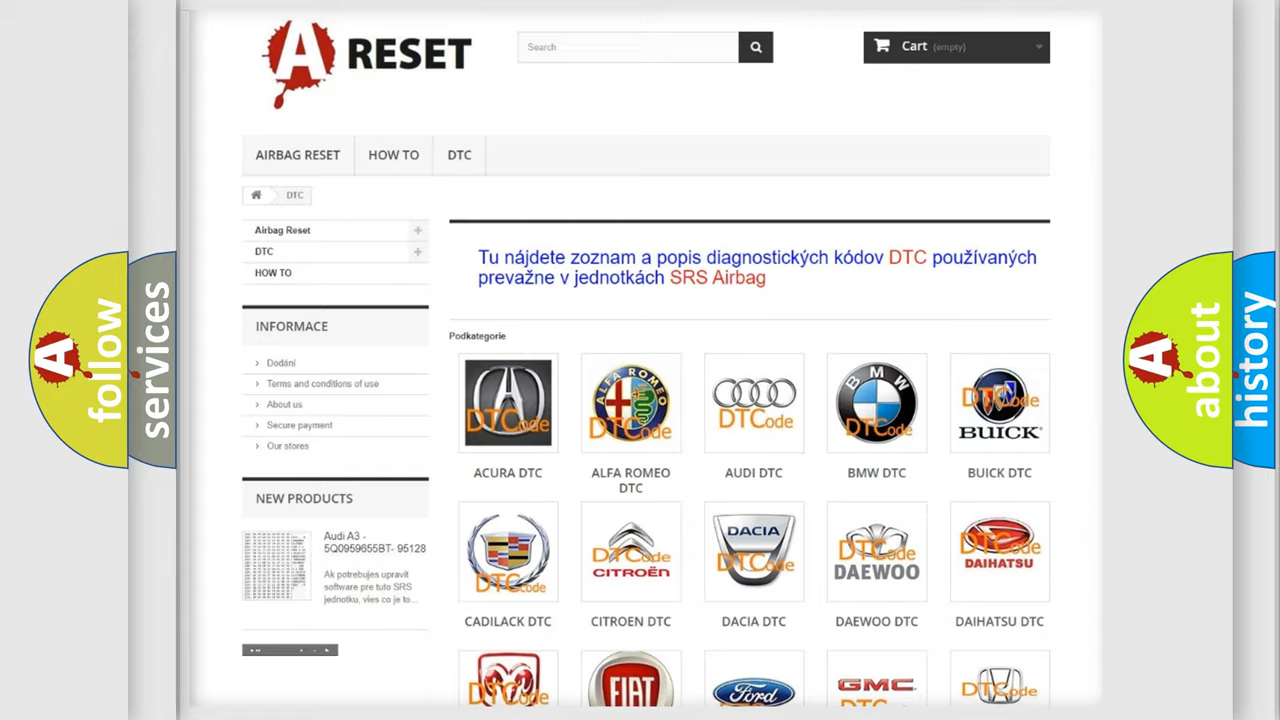 A RESET
Search
Cart (empty)
AIRBAG RESET
HOW TO
DTC
DTC
Airbag Reset
DTC
HOW TO
INFORMACE
Dodání
Terms and conditions of use
About us
Secure payment
Our stores
NEW PRODUCTS
Audi A3 -
5Q0959655BT- 95128
Ak potrebujes upravit
software pre tuto SRS
jednotku, vies co je to...
Tu nájdete zoznam a popis diagnostických kódov DTC používaných
prevažne v jednotkách SRS Airbag
Podkategorie
DTCode
ALFA ROMEO
DTCode
DTCode
BMW
DTCode
DTCode
BUICK
ACURA DTC
ALFA ROMEO
DTC
AUDI DTC
BMW DTC
BUICK DTC
DTCode
DTCode
CITROËN
DACIA
DTCode
DTCode
DAEWOO
DTCode
DAIHATSU
CADILACK DTC
CITROEN DTC
DACIA DTC
DAEWOO DTC
DAIHATSU DTC
DTCode
FIAT
Ford
GMC
DTCode
A follow
services
A about
history